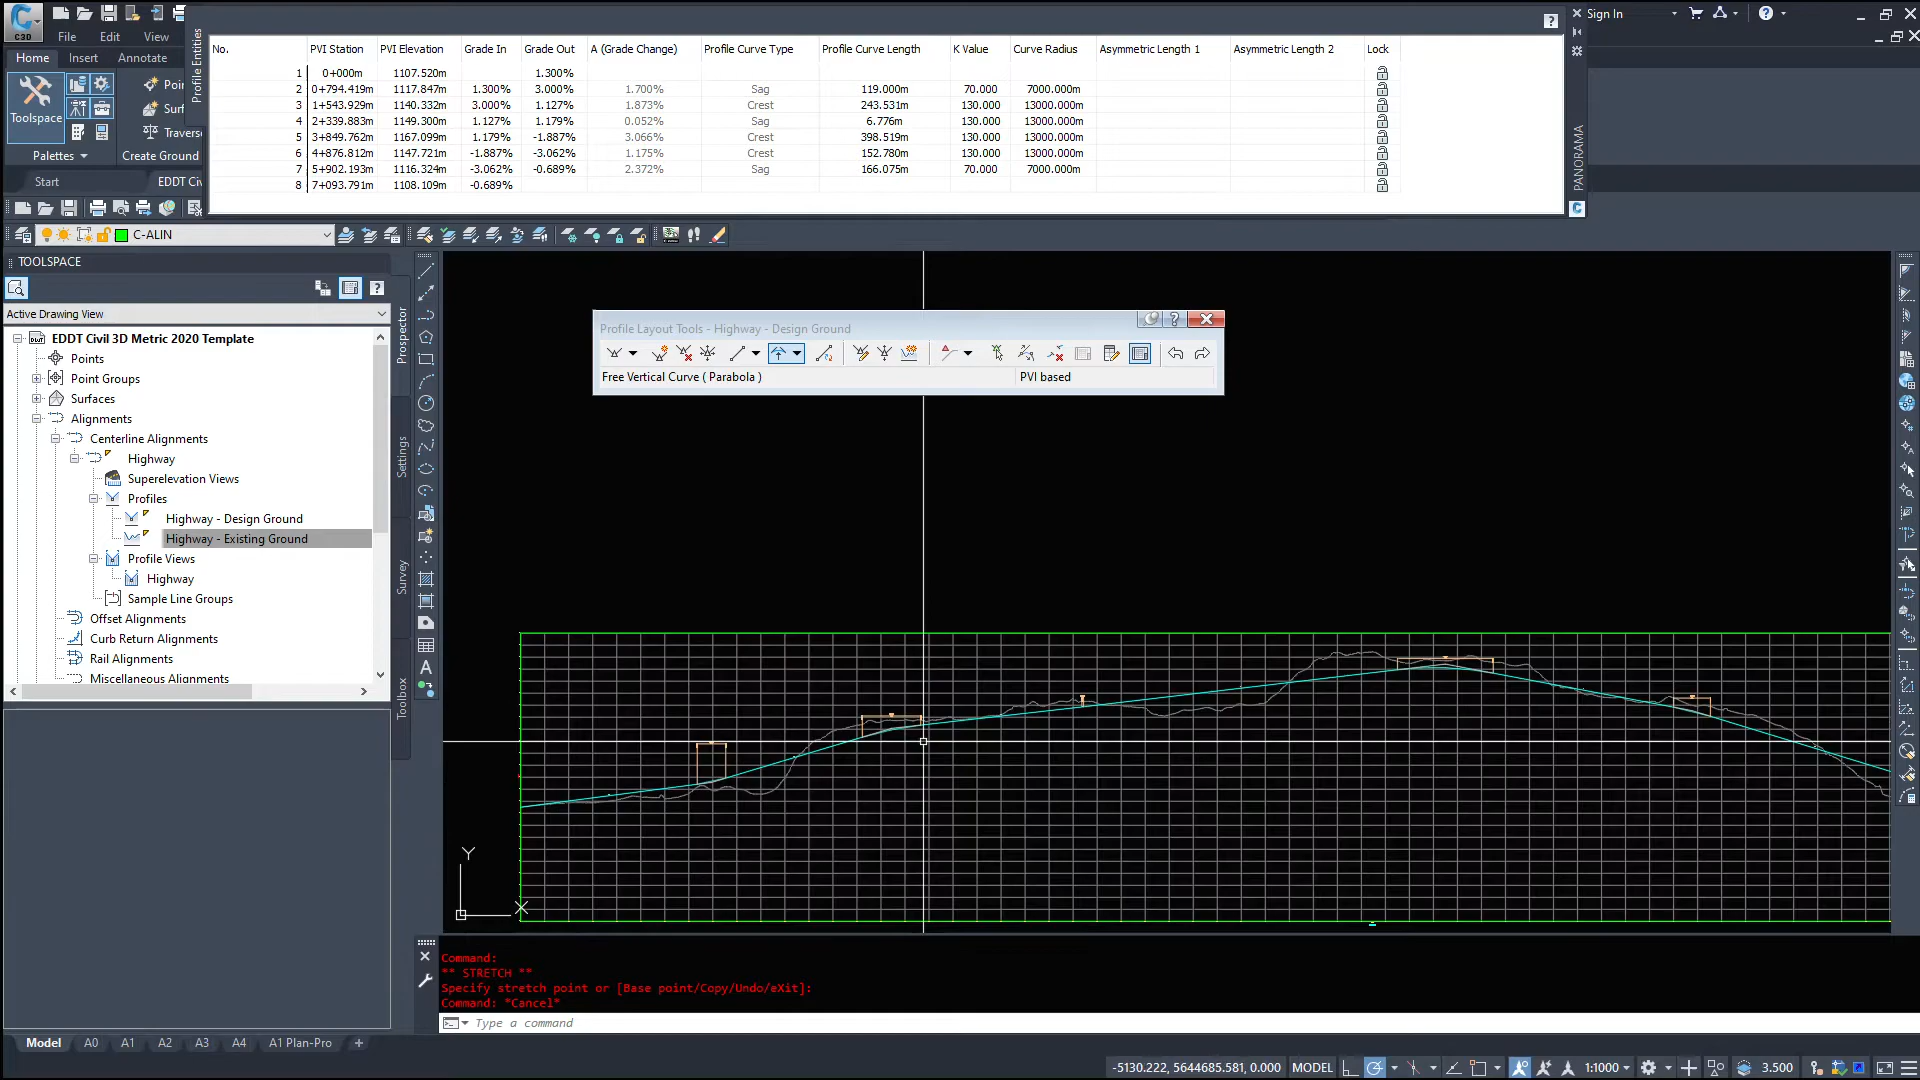 C3D
Sign In
File Edit View
Home Insert Annotate
Toolspace
Poi
Surf
Traverse
Palettes
Create Ground
Start
EDDT Civ
Profile Entities
PANORAMA
No. PVI Station PVI Elevation Grade In Grade Out A (Grade Change) Profile Curve Type Profile Curve Length K Value Curve Radius Asymmetric Length 1 Asymmetric Length 2 Lock
1 0+000m 1107.520m 1.300%
2 0+794.419m 1117.847m 1.300% 3.000% 1.700% Sag 119.000m 70.000 7000.000m
3 1+543.929m 1140.332m 3.000% 1.127% 1.873% Crest 243.531m 130.000 13000.000m
4 2+339.883m 1149.300m 1.127% 1.179% 0.052% Sag 6.776m 130.000 13000.000m
5 3+849.762m 1167.099m 1.179% -1.887% 3.066% Crest 398.519m 130.000 13000.000m
6 4+876.812m 1147.721m -1.887% -3.062% 1.175% Crest 152.780m 130.000 13000.000m
7 5+902.193m 1116.324m -3.062% -0.689% 2.372% Sag 166.075m 70.000 7000.000m
8 7+093.791m 1108.109m -0.689%
C-ALIN
TOOLSPACE
Active Drawing View
EDDT Civil 3D Metric 2020 Template
Points
Point Groups
Surfaces
Alignments
Centerline Alignments
Highway
Superelevation Views
Profiles
Highway - Design Ground
Highway - Existing Ground
Profile Views
Highway
Sample Line Groups
Offset Alignments
Curb Return Alignments
Rail Alignments
Miscellaneous Alignments
Prospector
Settings
Survey
Toolbox
Profile Layout Tools - Highway - Design Ground
Free Vertical Curve ( Parabola )
PVI based
Y
X
Command:
** STRETCH **
Specify stretch point or [Base point/Copy/Undo/eXit]:
Command: *Cancel*
Type a command
Model A0 A1 A2 A3 A4 A1 Plan-Pro +
-5130.222, 5644685.581, 0.000 MODEL 1:1000 3.500